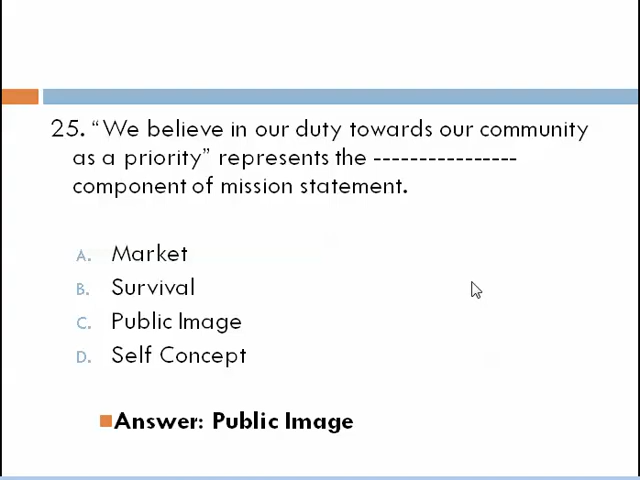 25. “We believe in our duty towards our community
as a priority” represents the ----------------
component of mission statement.
A. Market
B. Survival
C. Public Image
D. Self Concept
Answer: Public Image